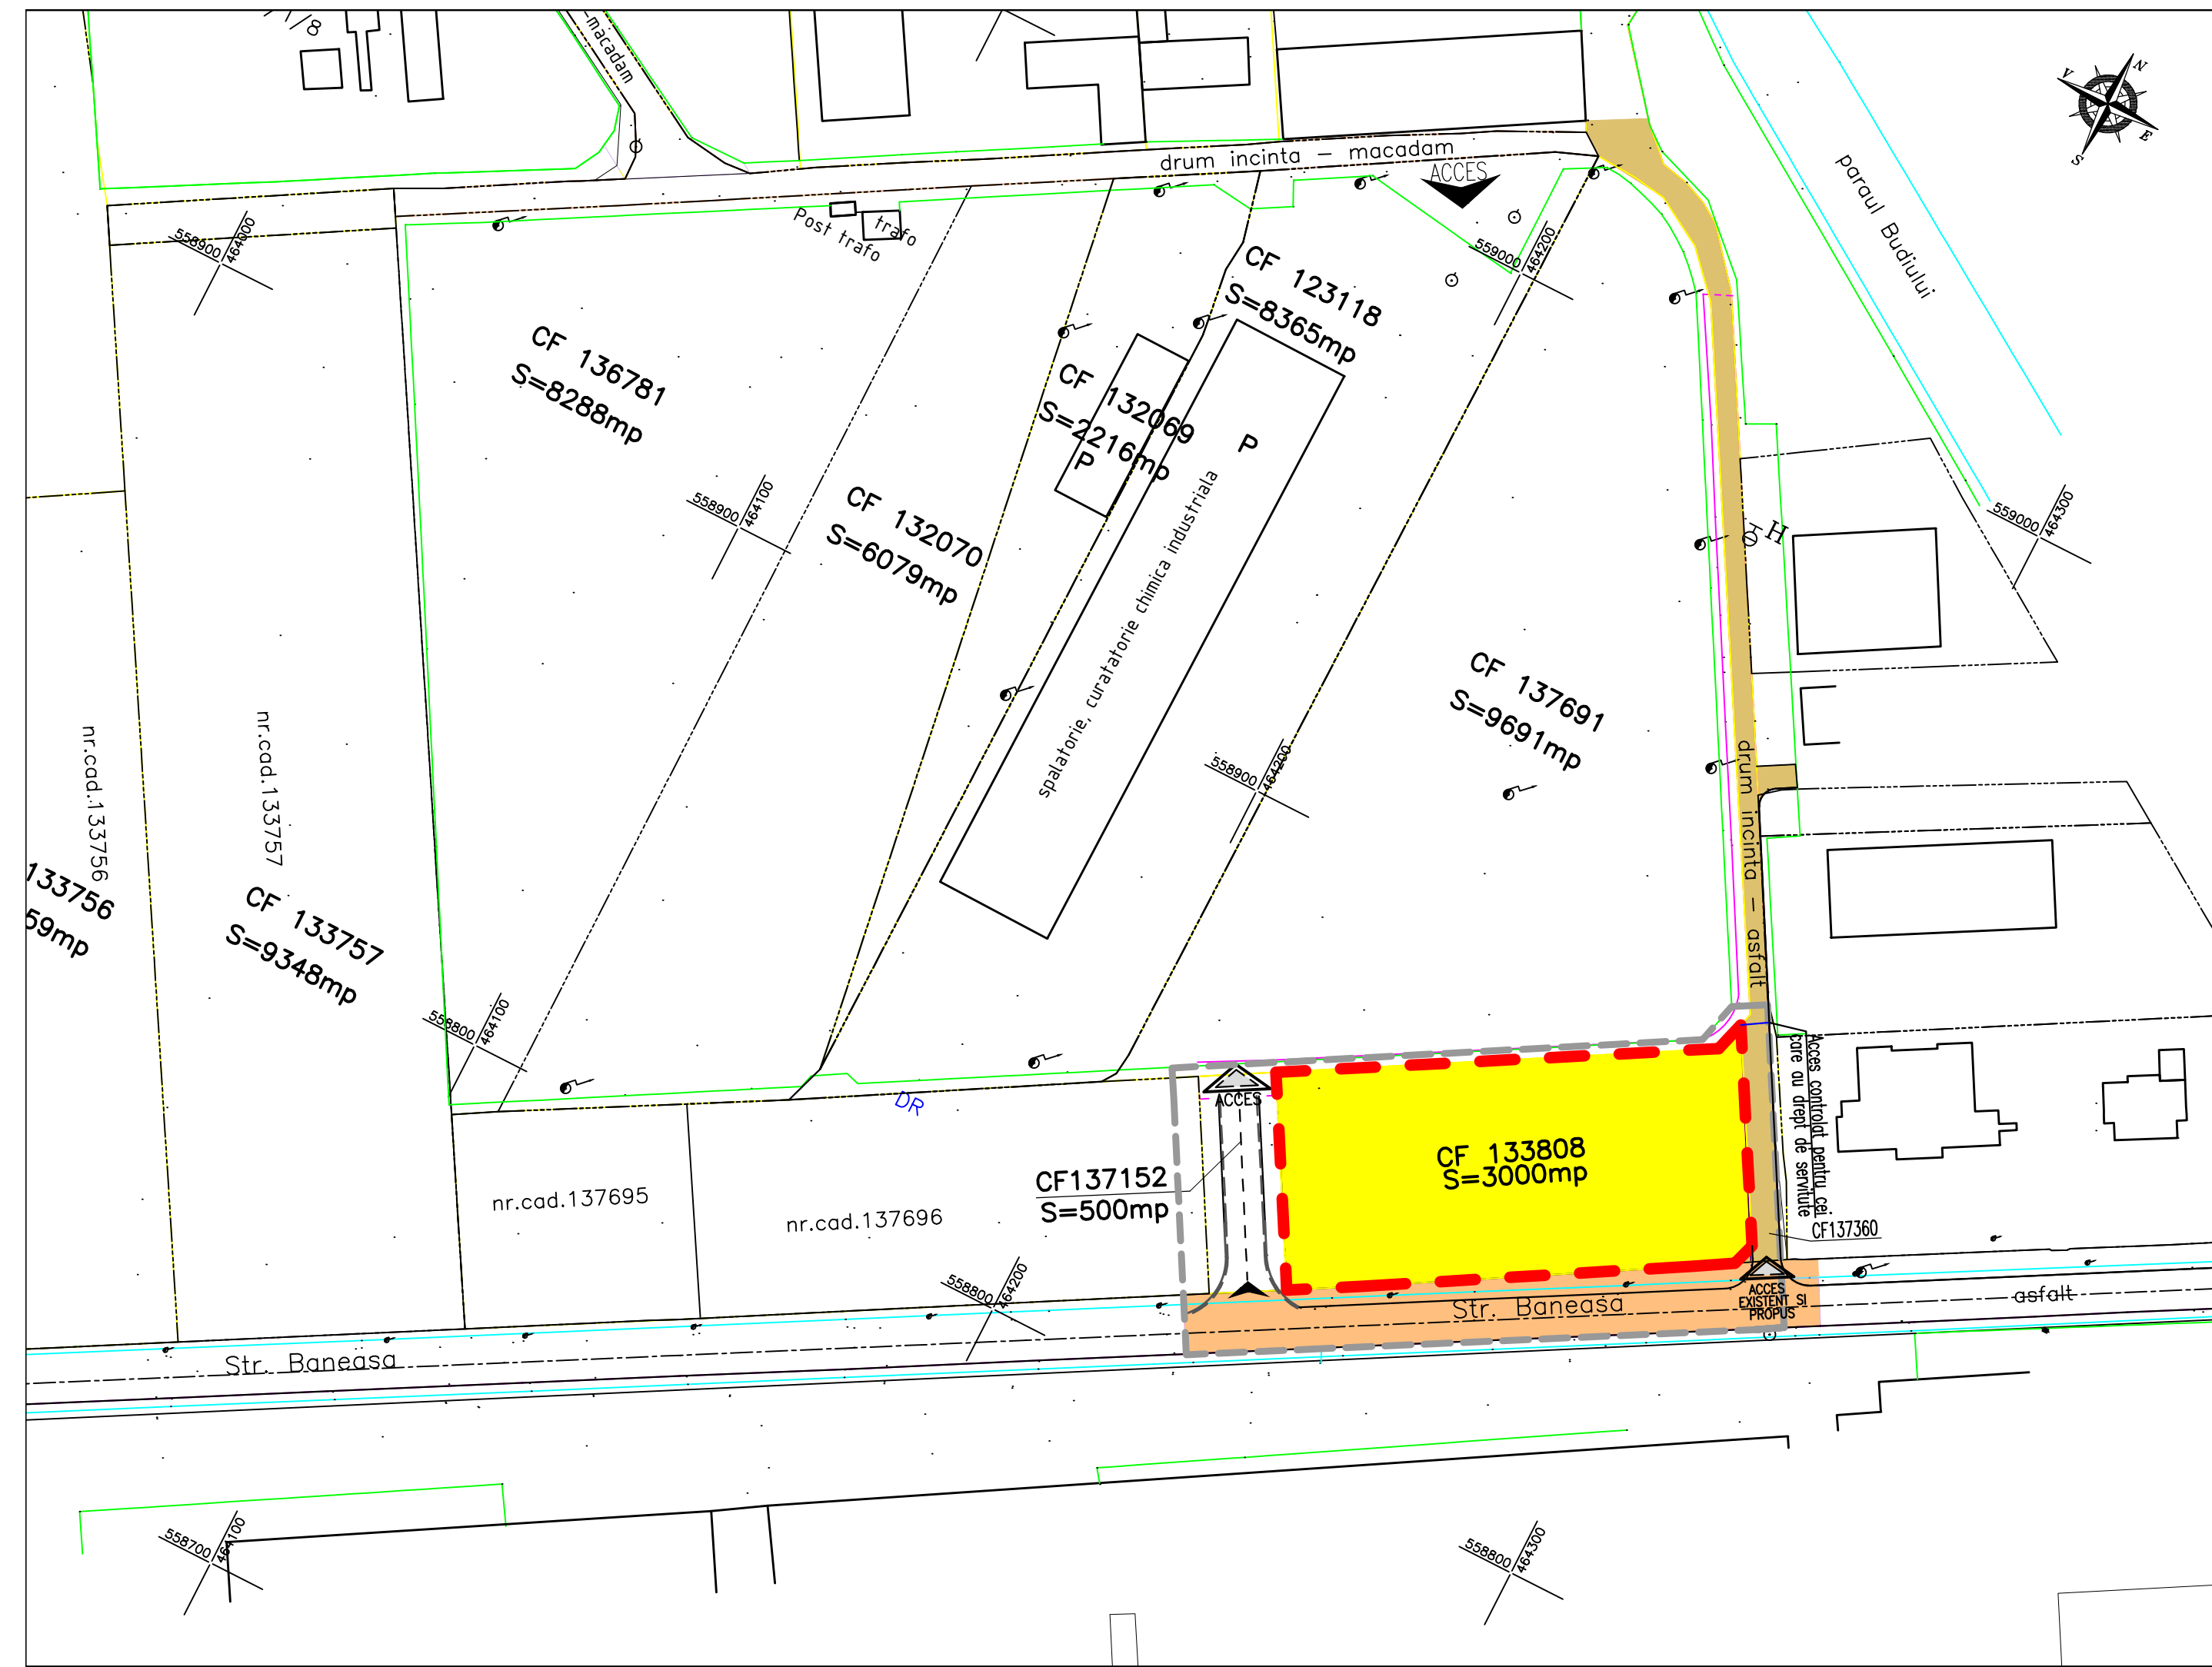 -macadam
drum incinta - macadam
ACCES
N
V
E
S
paraul Budiului
558900
464000
Post trafo
trafo
559000
464200
CF 123118
S=8365mp
CF 136781
S=8288mp
CF 132069
S=2216mp
P
P
558900
464100
CF 132070
S=6079mp
spalatorie, curatatorie chimica industriala
H
559000
464300
CF 137691
S=9691mp
nr.cad.133756
nr.cad.133757
558900
464200
drum incinta - asfalt
133756
59mp
CF 133757
S=9348mp
558800
464100
DR
ACCES
Acces controlat pentru cei
care au drept de servitute
CF 133808
S=3000mp
CF137152
S=500mp
nr.cad.137695
nr.cad.137696
CF137360
558800
464200
Str. Baneasa
ACCES
EXISTENT SI
PROPUS
asfalt
Str. Baneasa
558700
464100
558800
464300